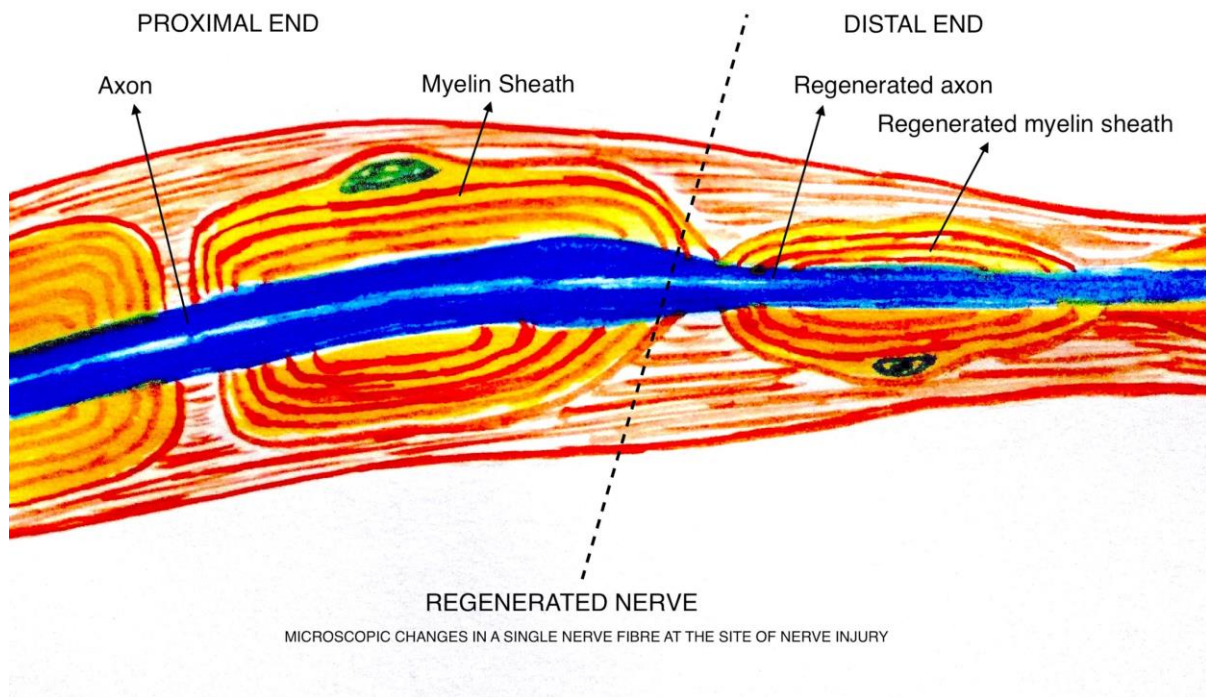 PROXIMAL END
DISTAL END
Axon
Myelin Sheath
Regenerated axon
Regenerated myelin sheath
REGENERATED NERVE
MICROSCOPIC CHANGES IN A SINGLE NERVE FIBRE AT THE SITE OF NERVE INJURY